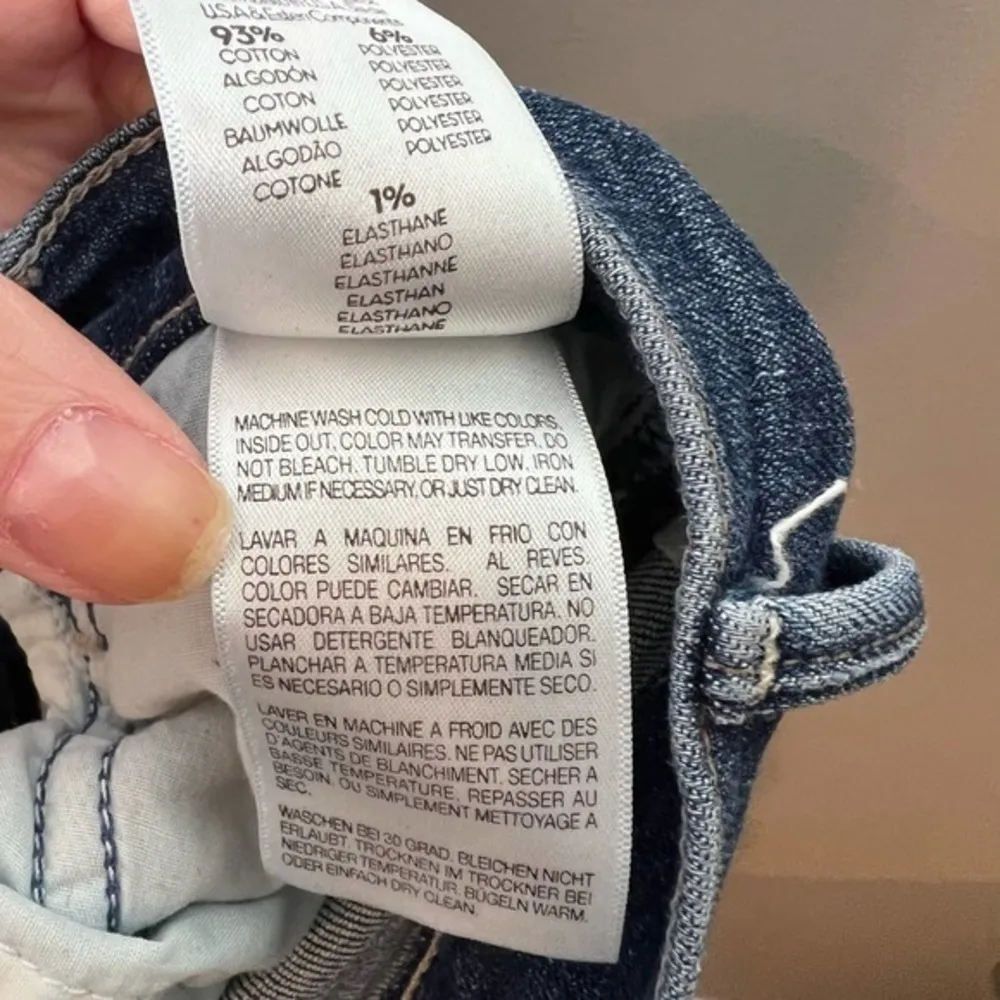 U.S.A & Esten Components
93%
COTTON
ALGODÓN
COTON
BAUMWOLLE
ALGODÃO
COTONE
6%
POLYESTER
POLYESTER
POLYESTER
POLYESTER
POLYESTER
POLYESTER
1%
ELASTHANE
ELASTHANO
ELASTHANNE
ELASTHAN
ELASTHANO
ELASTHANE
MACHINE WASH COLD WITH LIKE COLORS,
INSIDE OUT, COLOR MAY TRANSFER. DO
NOT BLEACH. TUMBLE DRY LOW. IRON
MEDIUM IF NECESSARY. OR JUST DRY CLEAN.
LAVAR A MAQUINA EN FRIO CON
COLORES SIMILARES. AL REVES.
COLOR PUEDE CAMBIAR. SECAR EN
SECADORA A BAJA TEMPERATURA. NO
USAR DETERGENTE BLANQUEADOR.
PLANCHAR A TEMPERATURA MEDIA SI
ES NECESARIO O SIMPLEMENTE SECO.
LAVER EN MACHINE A FROID AVEC DES
COULEURS SIMILAIRES. NE PAS UTILISER
D'AGENTS DE BLANCHIMENT. SECHER A
BASSE TEMPERATURE, REPASSER AU
BESOIN. OU SIMPLEMENT METTOYAGE A
SEC.
WASCHEN BEI 30 GRAD. BLEICHEN NICHT
ERLAUBT. TROCKNEN IM TROCKNER BEI
NIEDRIGER TEMPERATUR. BÜGELN WARM.
ODER EINFACH DRY CLEAN.